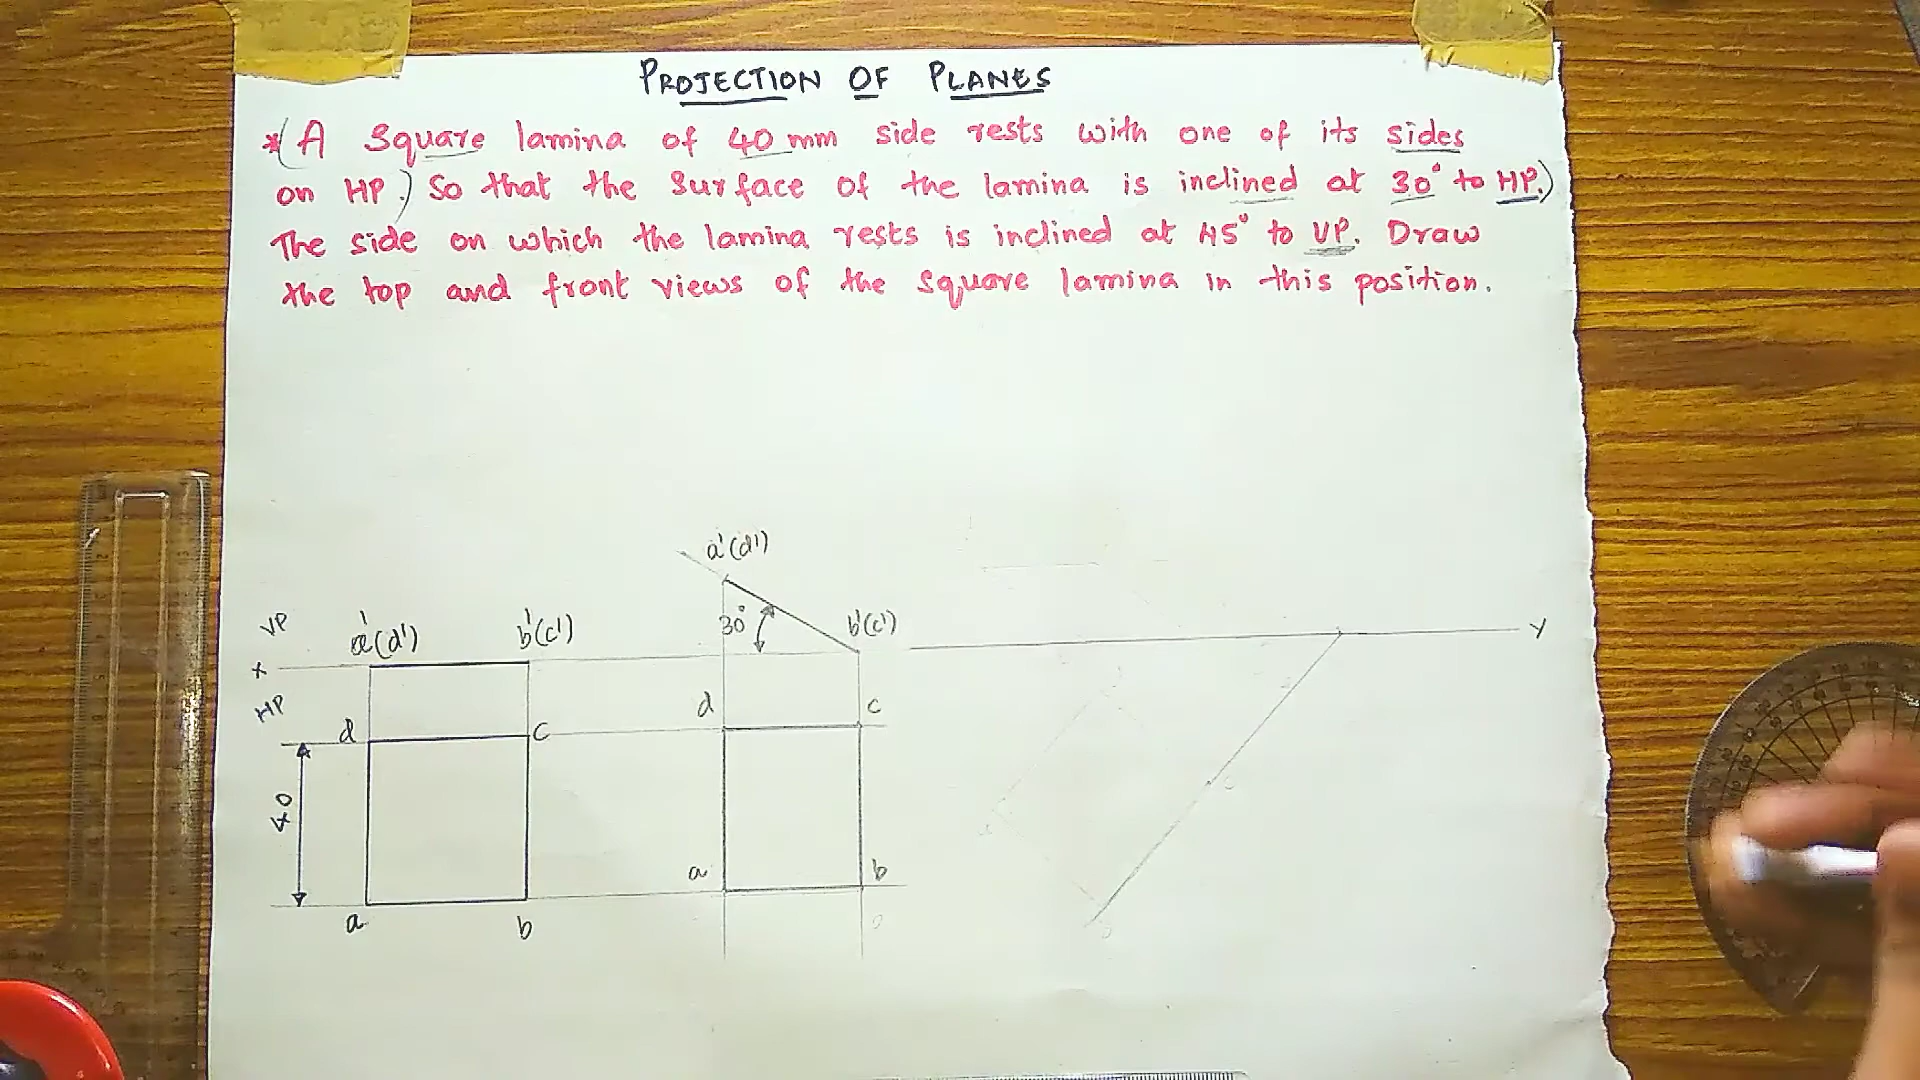 PROJECTION OF PLANES
*(A square lamina of 40 mm side rests with one of its sides
on HP.) So that the surface of the lamina is inclined at 30° to HP.)
The side on which the lamina rests is inclined at 45° to VP. Draw
the top and front views of the square lamina in this position.
a'(d')
VP a'(d') b'(c') 30° b'(c') Y
X
HP d c d c
40
a b a b